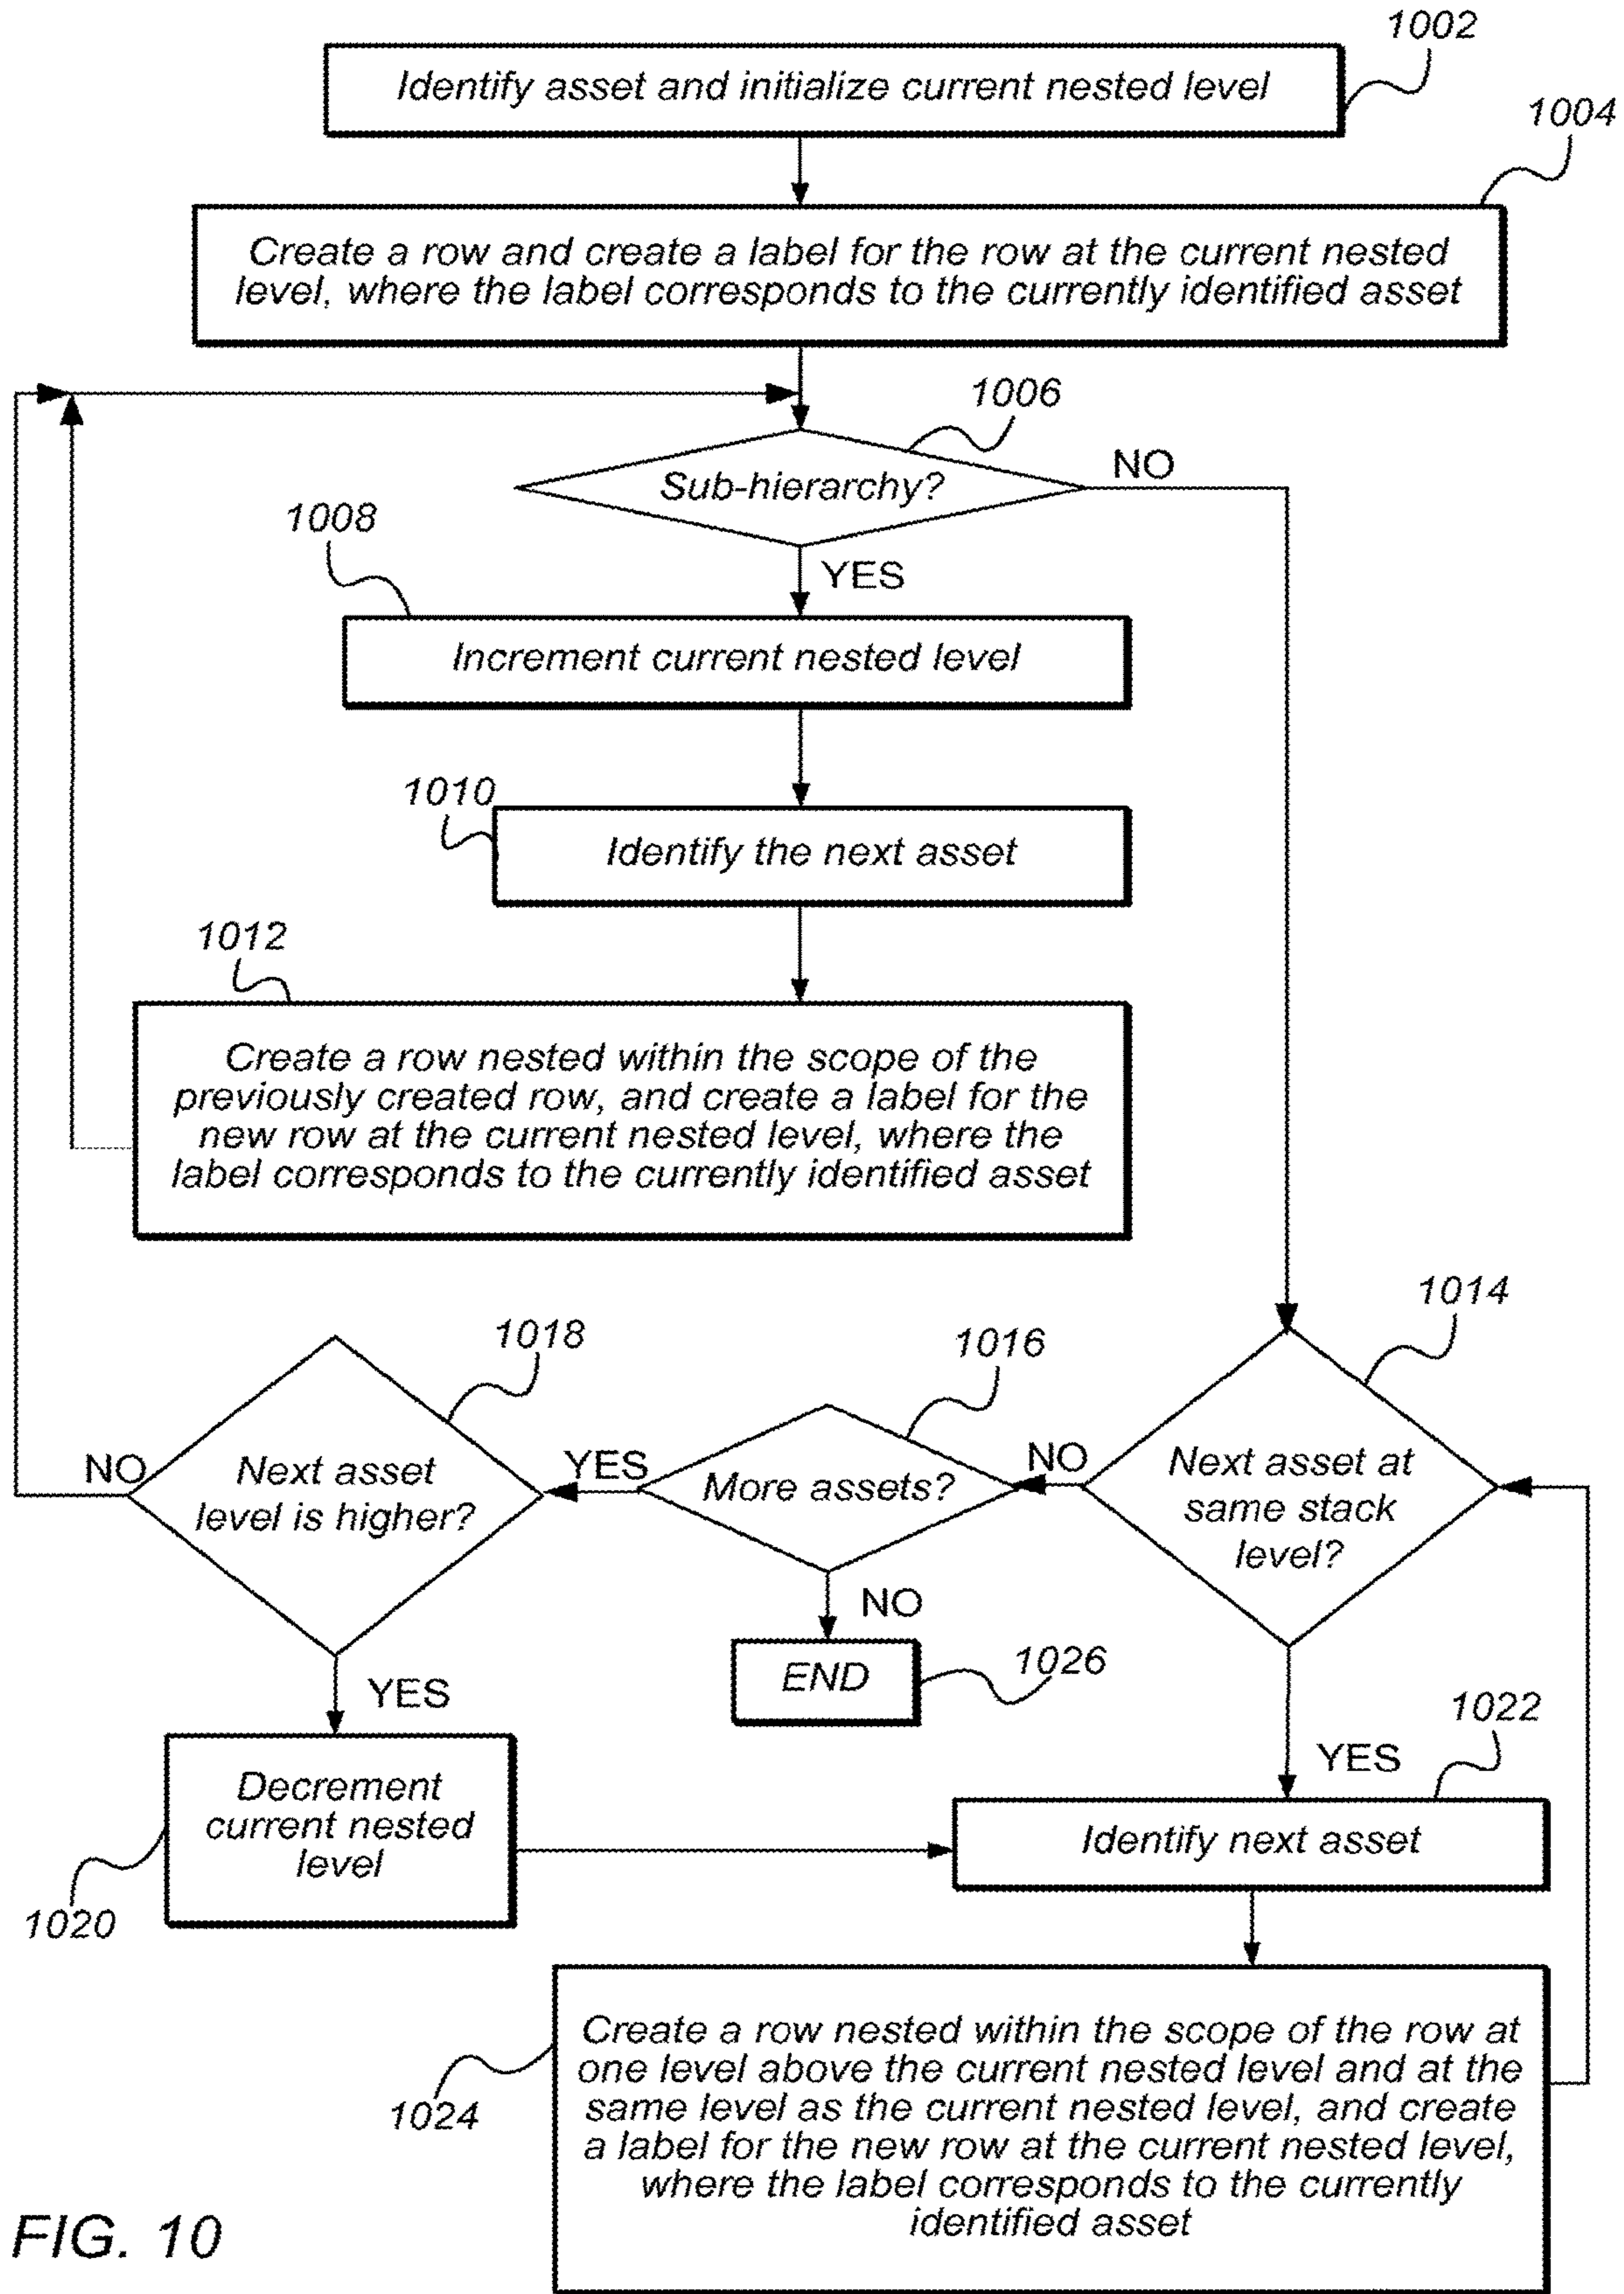 1002
Identify asset and initialize current nested level
1004
Create a row and create a label for the row at the current nested
level, where the label corresponds to the currently identified asset
1006
Sub-hierarchy?
NO
1008
YES
Increment current nested level
1010
Identify the next asset
1012
Create a row nested within the scope of the
previously created row, and create a label for the
new row at the current nested level, where the
label corresponds to the currently identified asset
1014
1018
1016
NO
Next asset
level is higher?
YES
More assets?
NO
Next asset at
same stack
level?
NO
END
1026
YES
1022
YES
Decrement
current nested
level
Identify next asset
1020
Create a row nested within the scope of the row at
one level above the current nested level and at the
same level as the current nested level, and create
a label for the new row at the current nested level,
where the label corresponds to the currently
identified asset
1024
FIG. 10